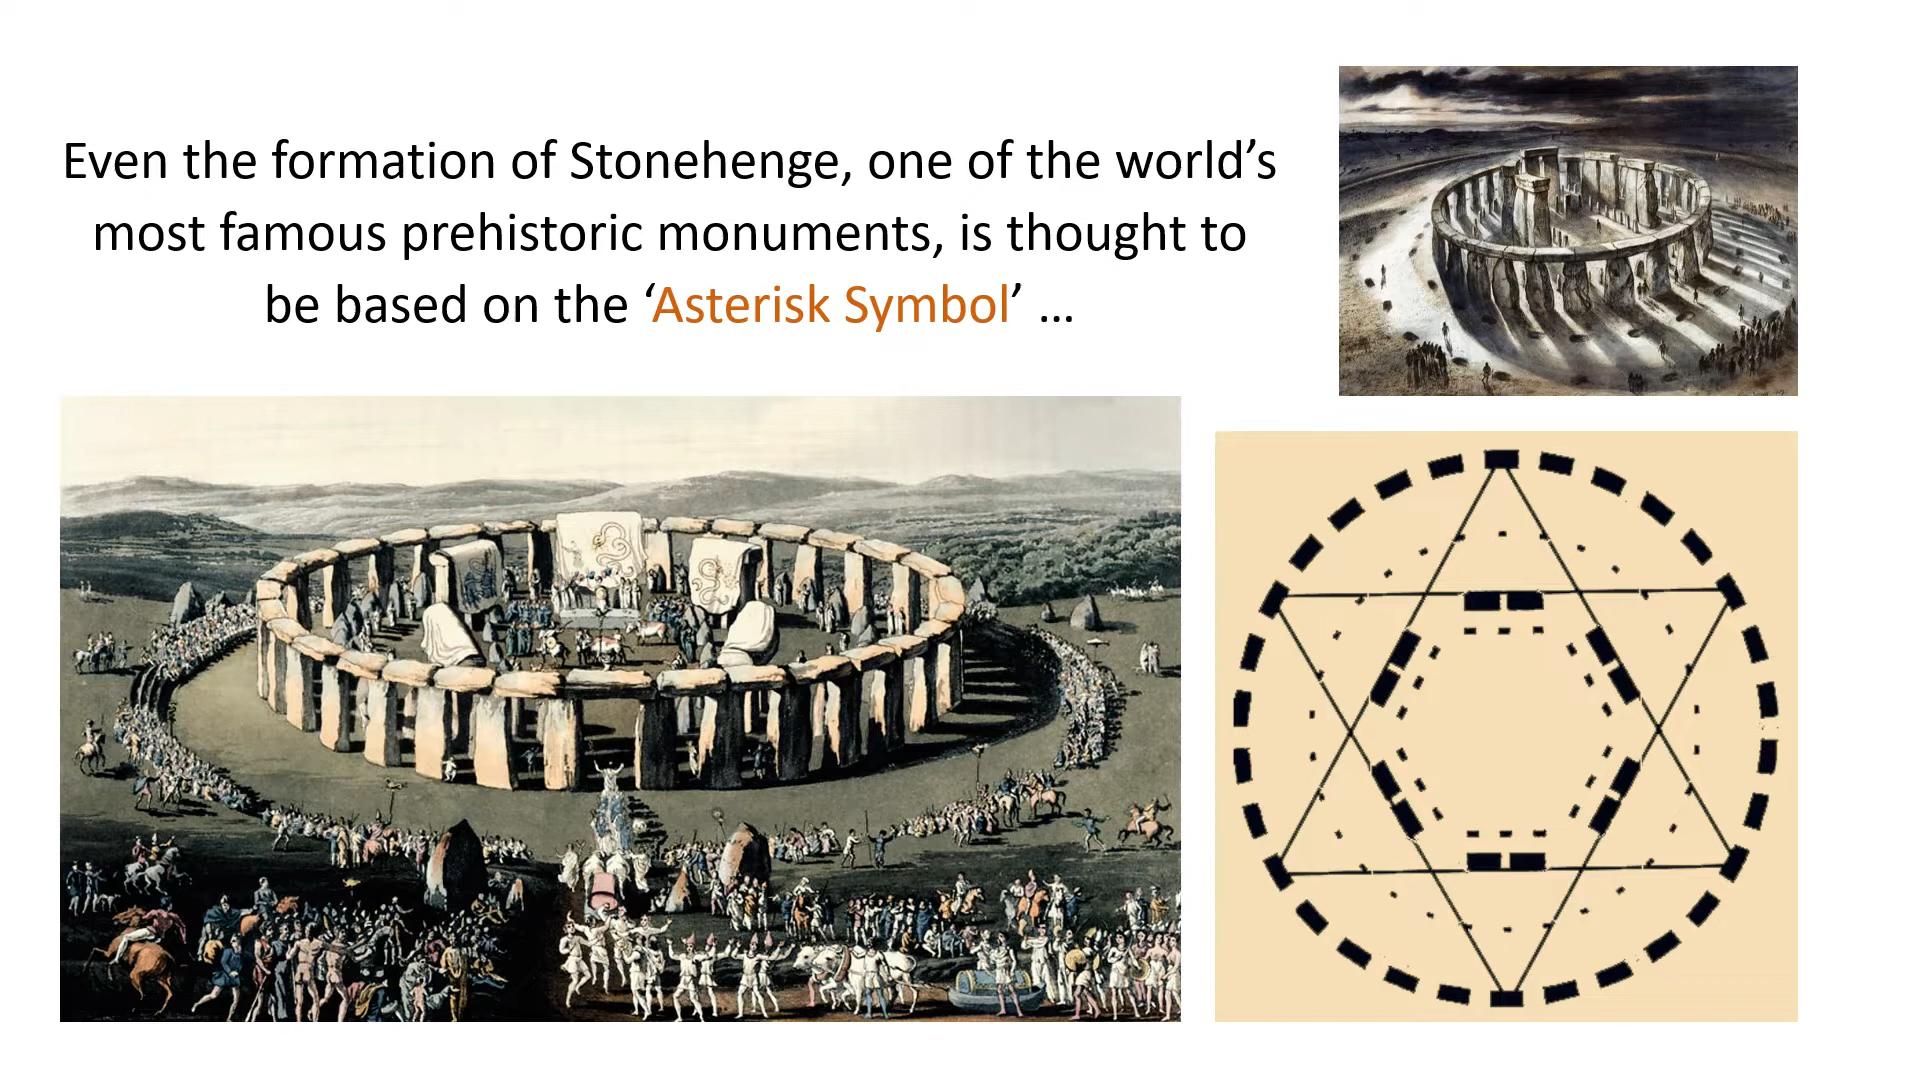 Even the formation of Stonehenge, one of the world’s
most famous prehistoric monuments, is thought to
be based on the ‘Asterisk Symbol’ …